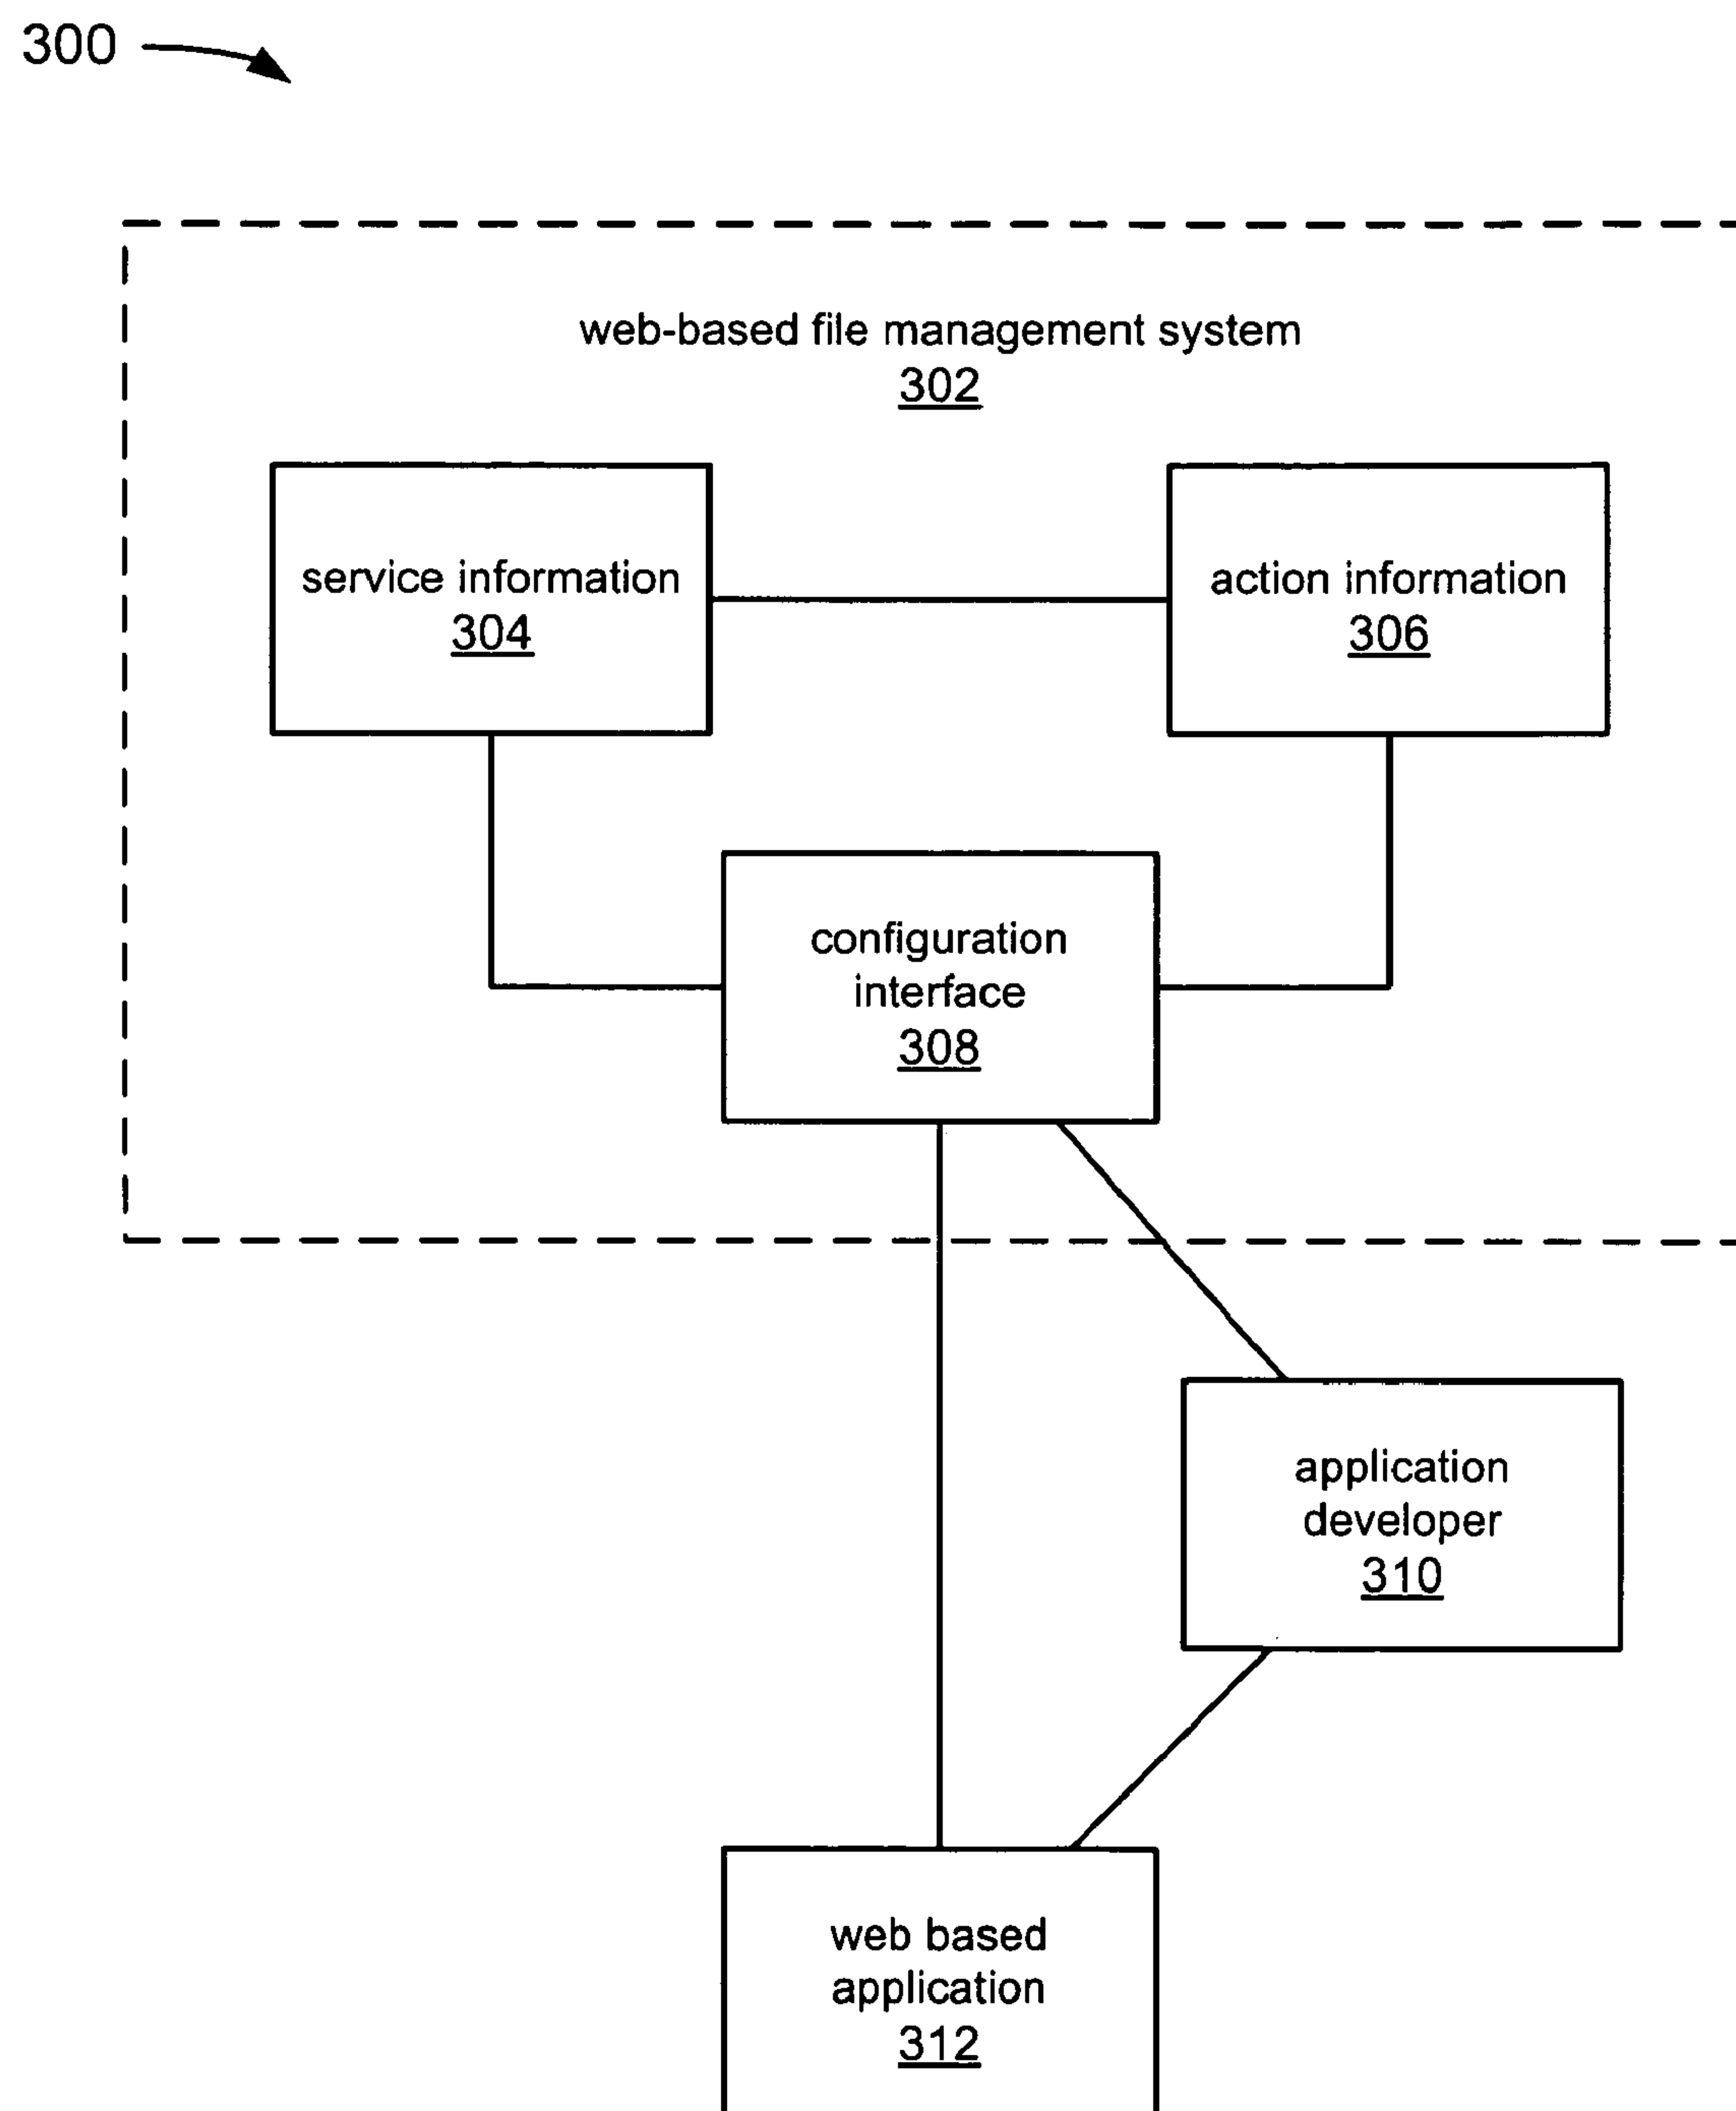 300
web-based file management system
302
service information
304
action information
306
configuration
interface
308
application
developer
310
web based
application
312